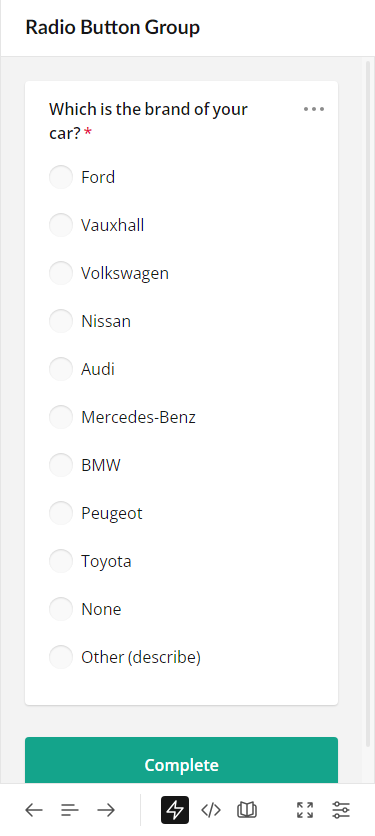 Radio Button Group
Which is the brand of your
car? *
Ford
Vauxhall
Volkswagen
Nissan
Audi
Mercedes-Benz
BMW
Peugeot
Toyota
None
Other (describe)
Complete